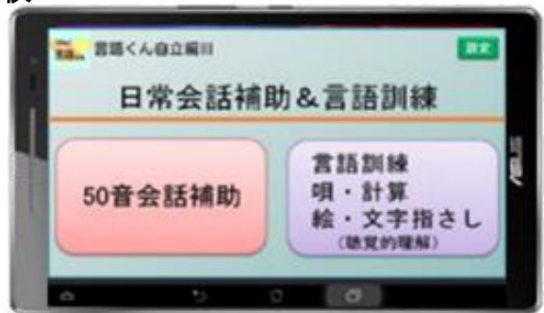 言語くん自立編III
設定
日常会話補助&言語訓練
50音会話補助
言語訓練
唄・計算
絵・文字指さし
(聴覚的理解)
ASUS